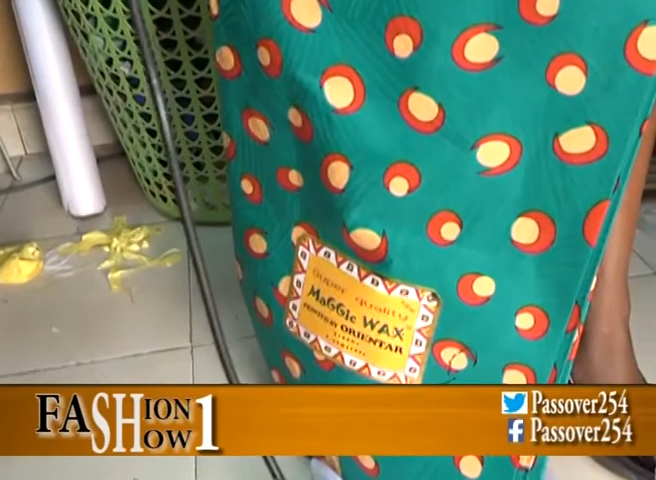 Super quality
MaGGie WAX
PRINTED BY ORIENTAR
FASHION
SHOW 1
Passover254
Passover254